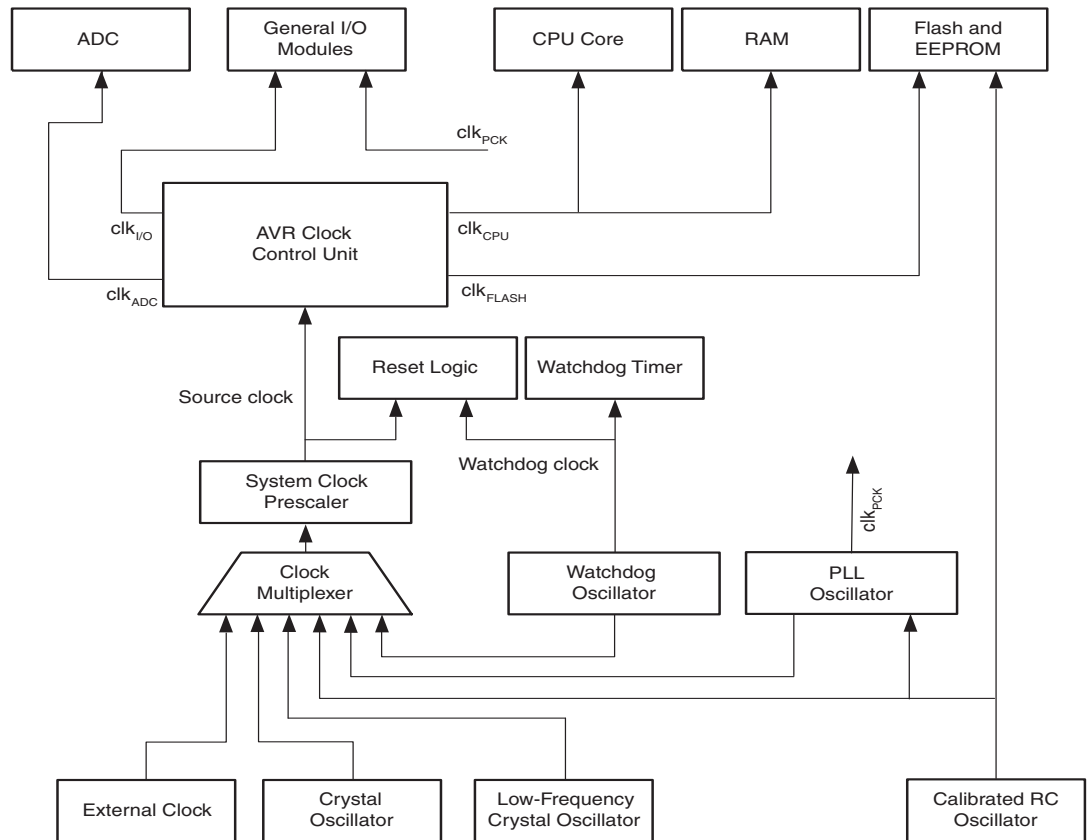 ADC
General I/O
Modules
CPU Core
RAM
Flash and
EEPROM
clkPCK
clkI/O
AVR Clock
Control Unit
clkCPU
clkADC
clkFLASH
Reset Logic
Watchdog Timer
Source clock
Watchdog clock
System Clock
Prescaler
clkPCK
Clock
Multiplexer
Watchdog
Oscillator
PLL
Oscillator
External Clock
Crystal
Oscillator
Low-Frequency
Crystal Oscillator
Calibrated RC
Oscillator